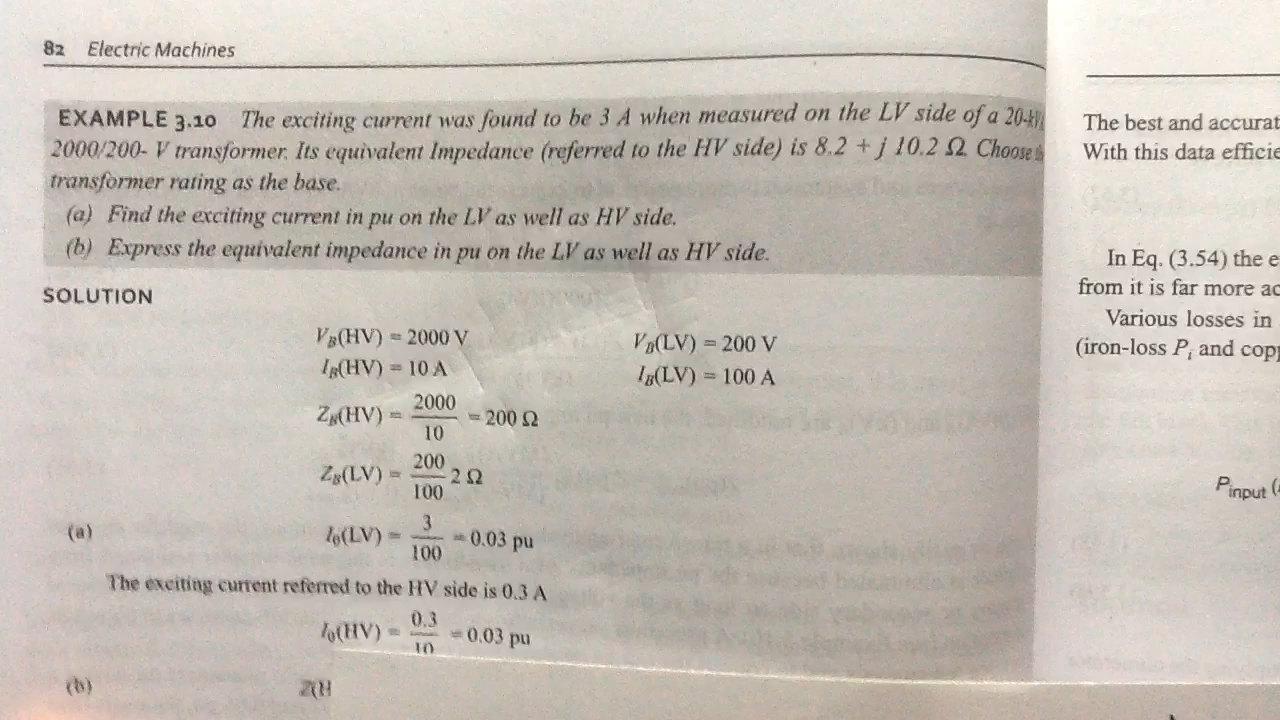 82 Electric Machines
EXAMPLE 3.10 The exciting current was found to be 3 A when measured on the LV side of a
2000/200- V transformer. Its equivalent Impedance (referred to the HV side) is 8.2 + j 10.2 Ω. Choose
transformer rating as the base.
(a) Find the exciting current in pu on the LV as well as HV side.
(b) Express the equivalent impedance in pu on the LV as well as HV side.
SOLUTION
V_B(HV) = 2000 V V_B(LV) = 200 V
I_B(HV) = 10 A I_B(LV) = 100 A
Z_B(HV) = 2000/10 = 200 Ω
Z_B(LV) = 200/100 2 Ω
(a) I_0(LV) = 3/100 = 0.03 pu
The exciting current referred to the HV side is 0.3 A
I_0(HV) = 0.3/10 = 0.03 pu
(b) Z(H
The best and accurat
With this data efficie
In Eq. (3.54) the e
from it is far more ac
Various losses in
(iron-loss P_i and copp
P_input (